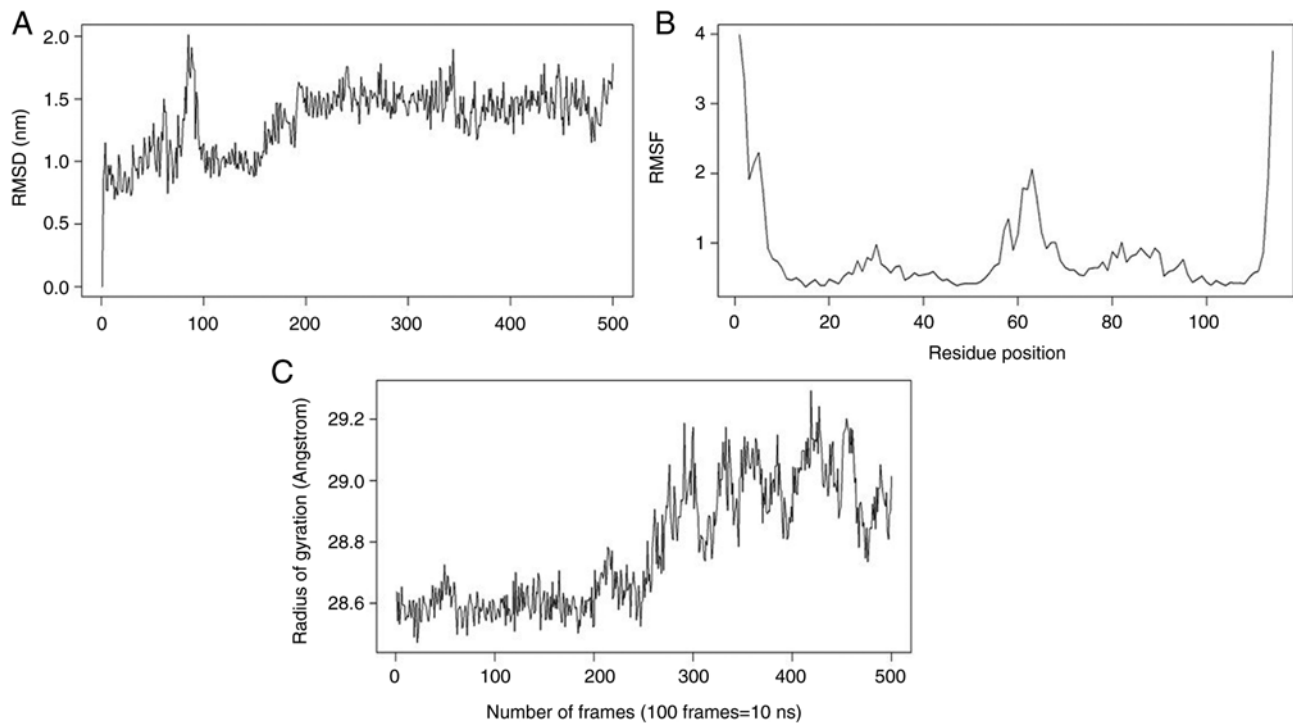 A
RMSD (nm)
2.0
1.5
1.0
0.5
0.0
0 100 200 300 400 500
B
RMSF
4
3
2
1
0 20 40 60 80 100
Residue position
C
Radius of gyration (Angstrom)
29.2
29.0
28.8
28.6
0 100 200 300 400 500
Number of frames (100 frames=10 ns)